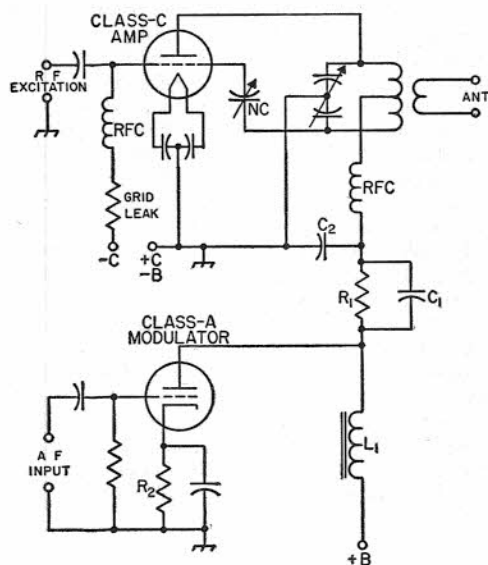 CLASS-C
AMP
R F
EXCITATION
RFC
NC
ANT
GRID
LEAK
RFC
-C
+C
-B
C2
R1
C1
CLASS-A
MODULATOR
A F
INPUT
R2
L1
+B